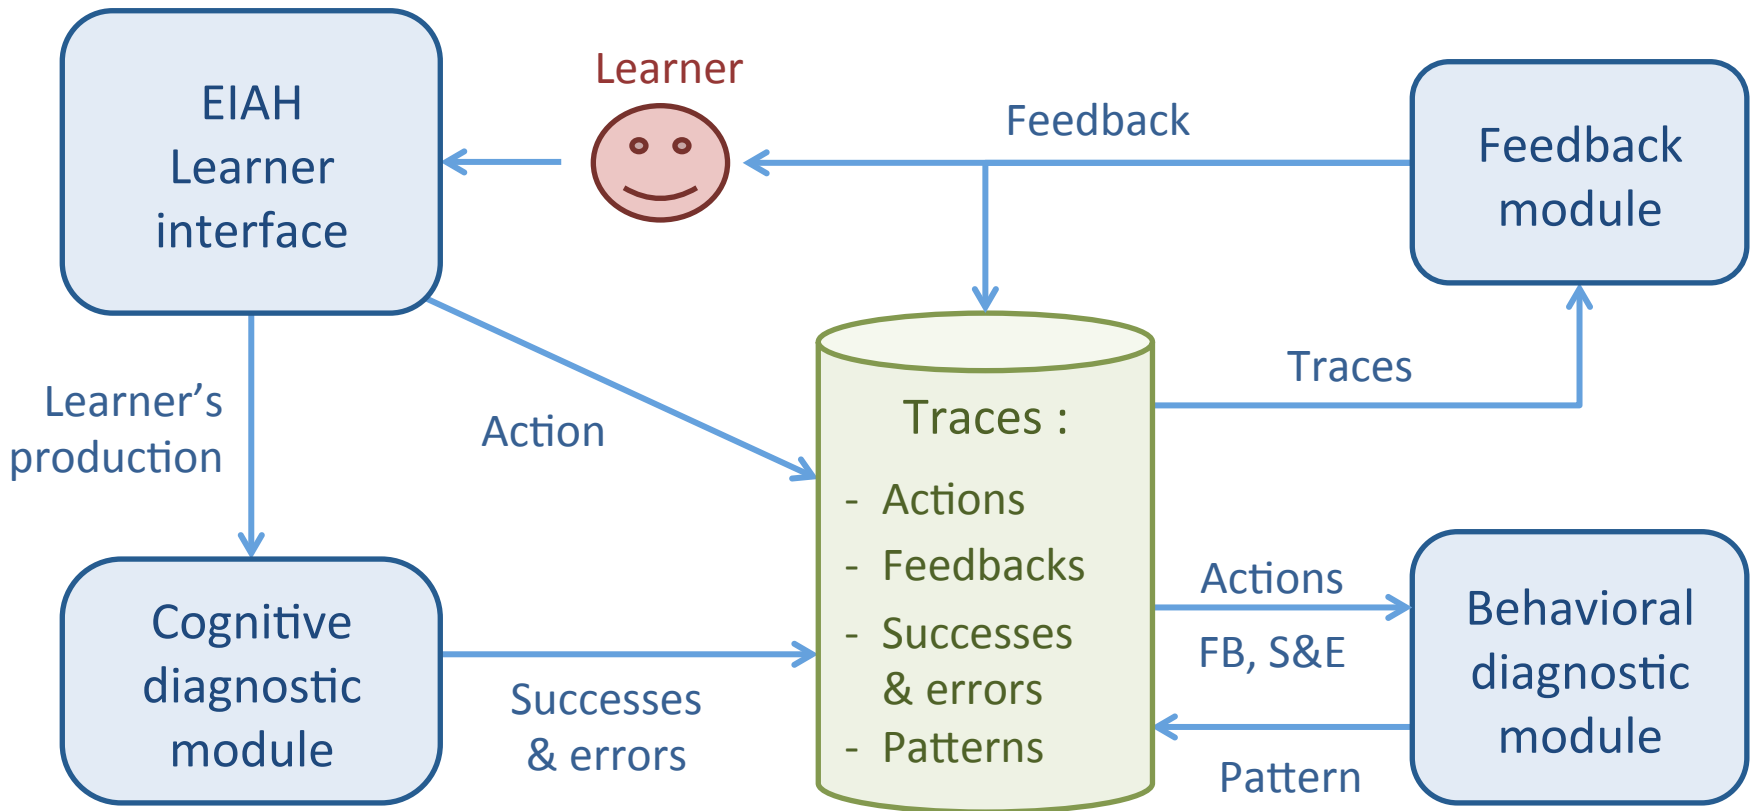 EIAH
Learner
interface
Learner
Feedback
Feedback
module
Learner’s
production
Action
Traces
Traces :
- Actions
- Feedbacks
- Successes
& errors
- Patterns
Actions
FB, S&E
Pattern
Behavioral
diagnostic
module
Cognitive
diagnostic
module
Successes
& errors